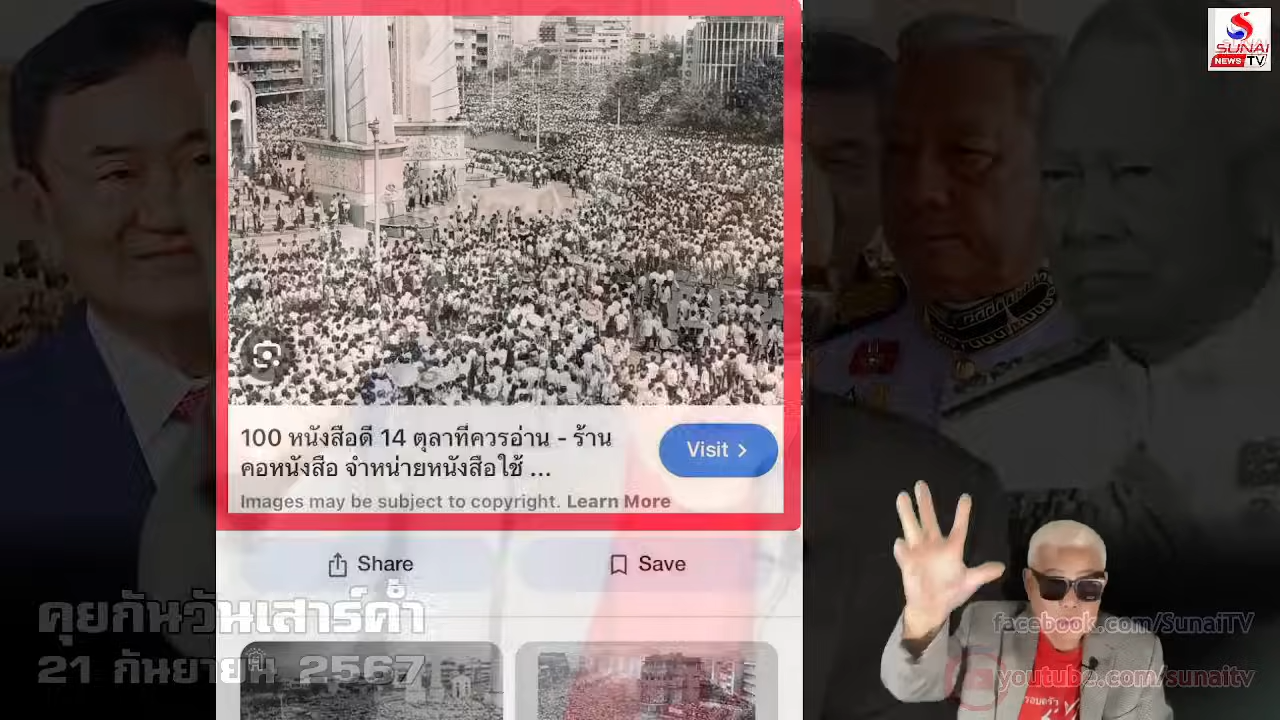 SUNAI
NEWS TV
100 หนังสือดี 14 ตุลาที่ควรอ่าน - ร้าน
คอหนังสือ จำหน่ายหนังสือใช้ ...
Visit >
Images may be subject to copyright. Learn More
Share
Save
คุยกันวันเสาร์ค่ำ
21 กันยายน 2567
facebook.com/SunaiTV
youtube.com/sunaitv